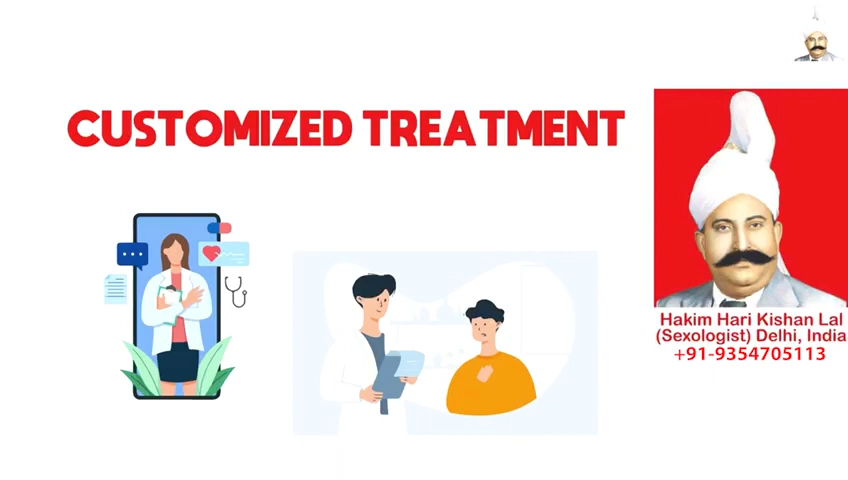 CUSTOMIZED TREATMENT
Hakim Hari Kishan Lal
(Sexologist) Delhi, India
+91-9354705113